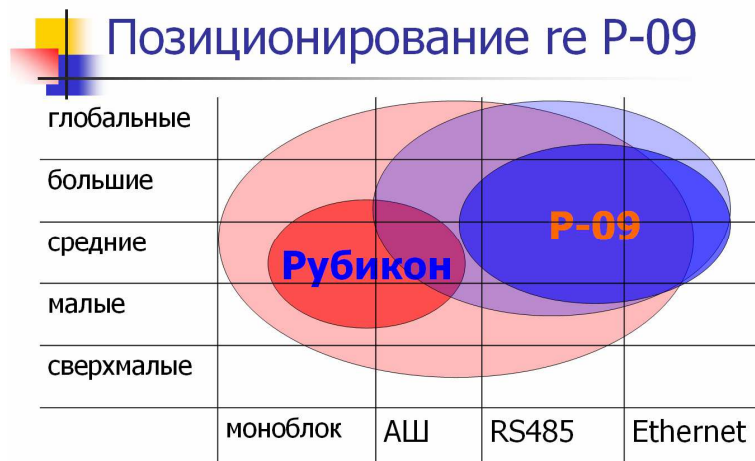 Позиционирование re Р-09
глобальные
большие
средние
малые
сверхмалые
Рубикон
Р-09
моноблок
АШ
RS485
Ethernet